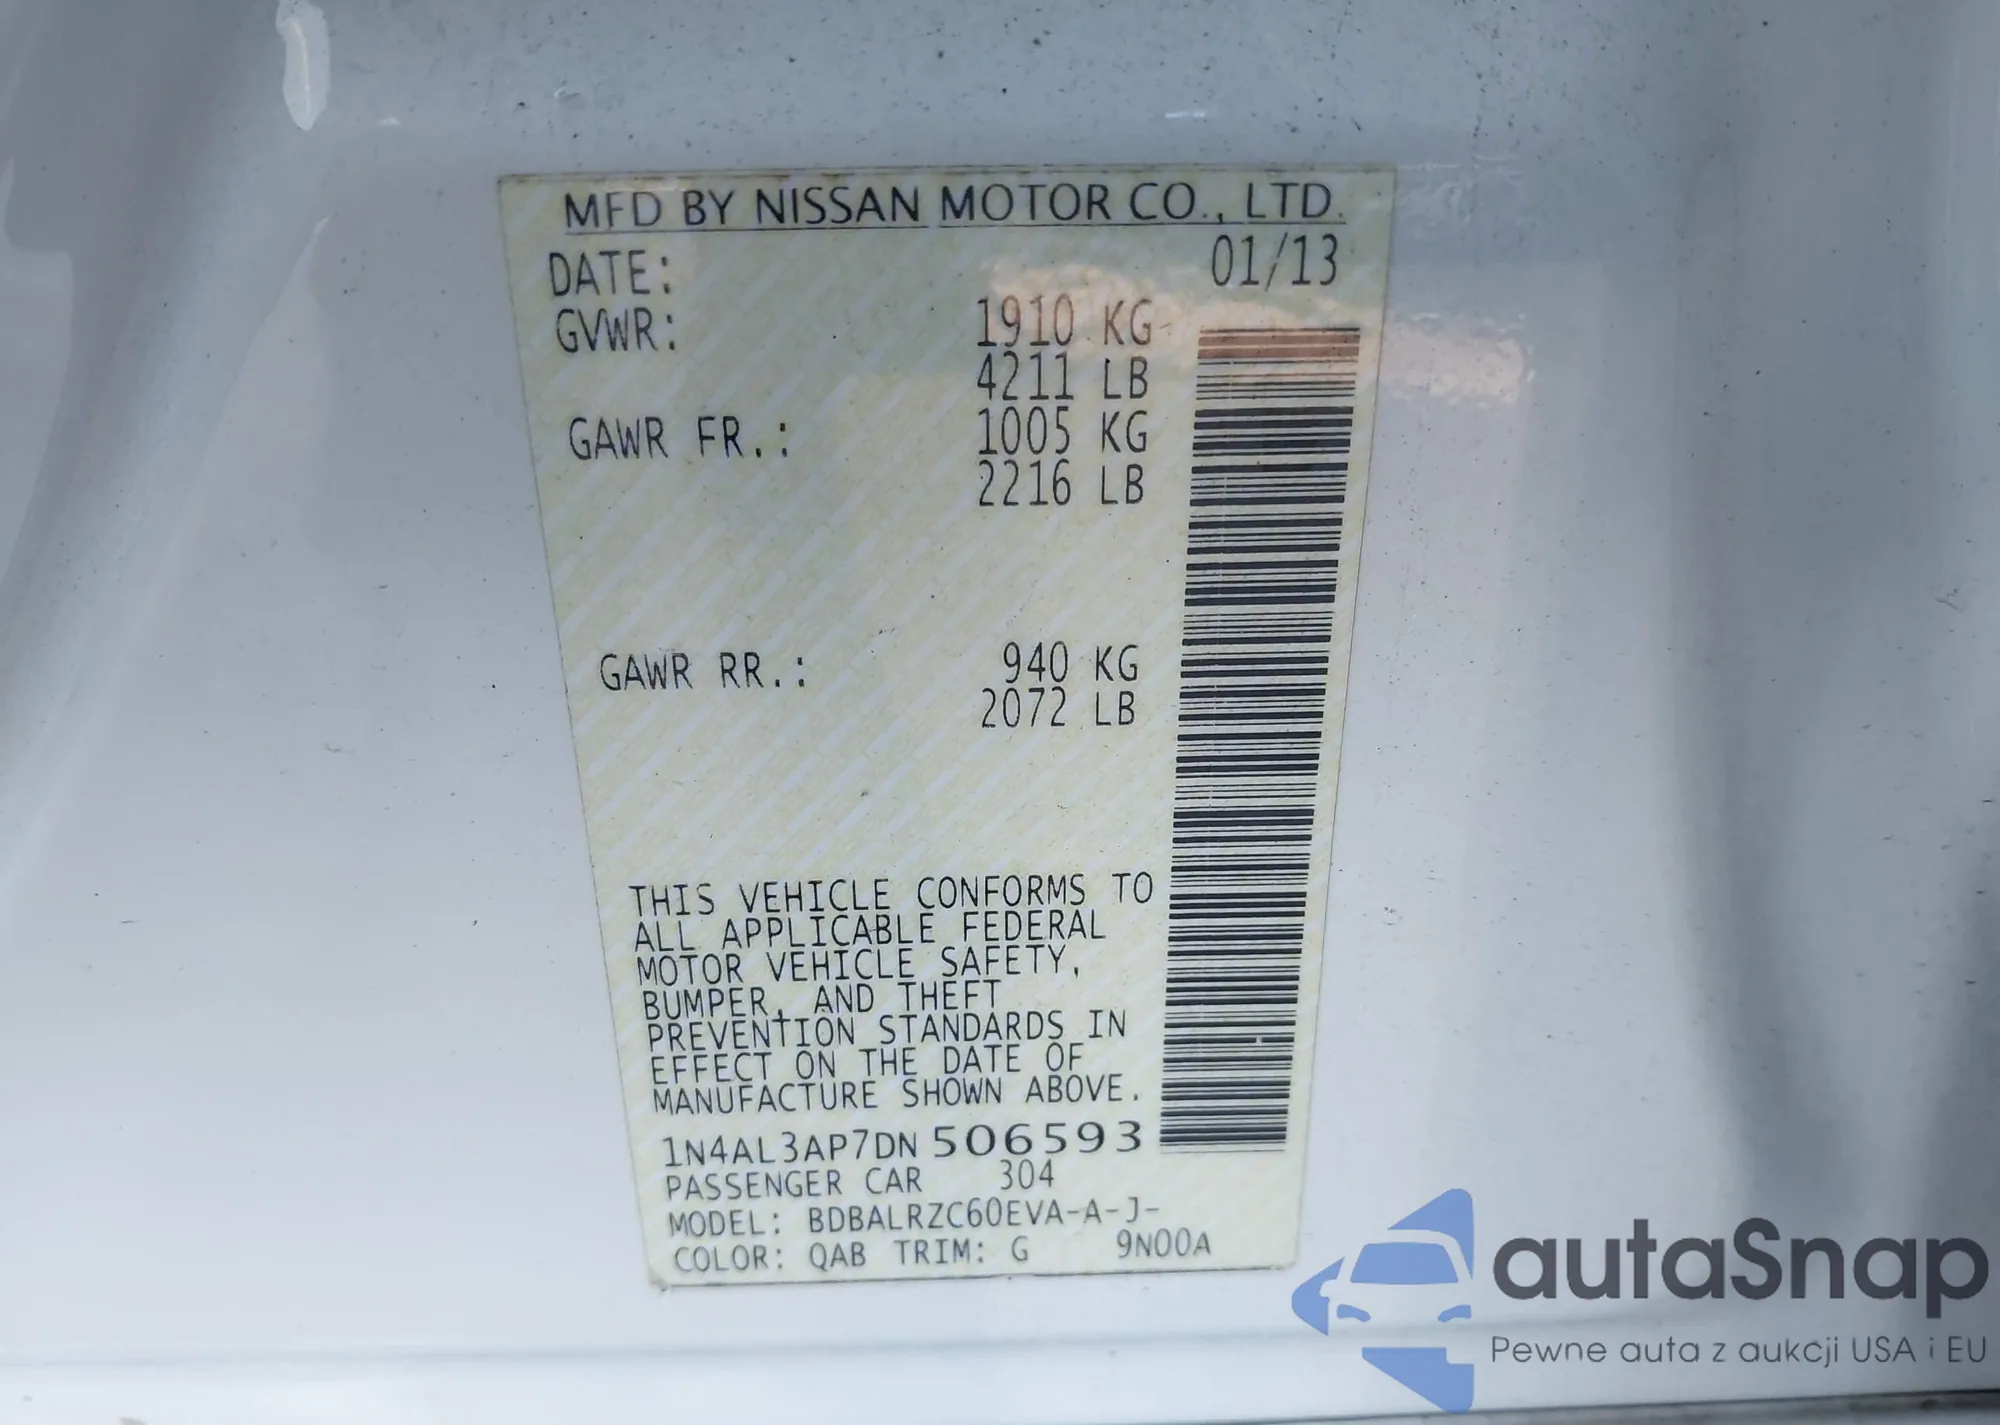 MFD BY NISSAN MOTOR CO., LTD.
DATE: 01/13
GVWR: 1910 KG
4211 LB
GAWR FR.: 1005 KG
2216 LB
GAWR RR.: 940 KG
2072 LB
THIS VEHICLE CONFORMS TO
ALL APPLICABLE FEDERAL
MOTOR VEHICLE SAFETY,
BUMPER, AND THEFT
PREVENTION STANDARDS IN
EFFECT ON THE DATE OF
MANUFACTURE SHOWN ABOVE.
1N4AL3AP7DN 506593
PASSENGER CAR 304
MODEL: BDBALRZC60EVA-A-J-
COLOR: QAB TRIM: G 9N00A
autaSnap
Pewne auta z aukcji USA i EU